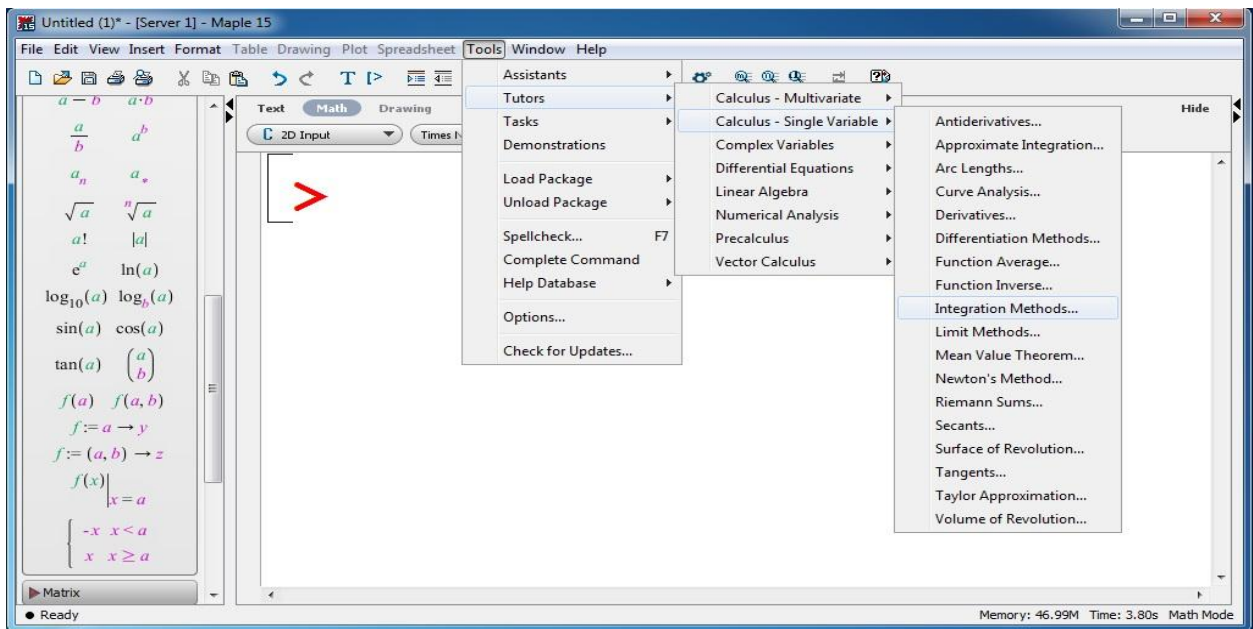 Untitled (1)* - [Server 1] - Maple 15
File Edit View Insert Format Table Drawing Plot Spreadsheet Tools Window Help
T
a − b a·b
a/b a^b
a_n a_*
√a ⁿ√a
a! |a|
e^a ln(a)
log₁₀(a) log_b(a)
sin(a) cos(a)
tan(a) (a b)
f(a) f(a, b)
f := a → y
f := (a, b) → z
f(x)|x = a
-x x < a
x x ≥ a
Matrix
Text Math Drawing Hide
C 2D Input Times
>
Assistants
Tutors
Tasks
Demonstrations
Load Package
Unload Package
Spellcheck... F7
Complete Command
Help Database
Options...
Check for Updates...
Calculus - Multivariate
Calculus - Single Variable
Complex Variables
Differential Equations
Linear Algebra
Numerical Analysis
Precalculus
Vector Calculus
Antiderivatives...
Approximate Integration...
Arc Lengths...
Curve Analysis...
Derivatives...
Differentiation Methods...
Function Average...
Function Inverse...
Integration Methods...
Limit Methods...
Mean Value Theorem...
Newton's Method...
Riemann Sums...
Secants...
Surface of Revolution...
Tangents...
Taylor Approximation...
Volume of Revolution...
Ready Memory: 46.99M Time: 3.80s Math Mode